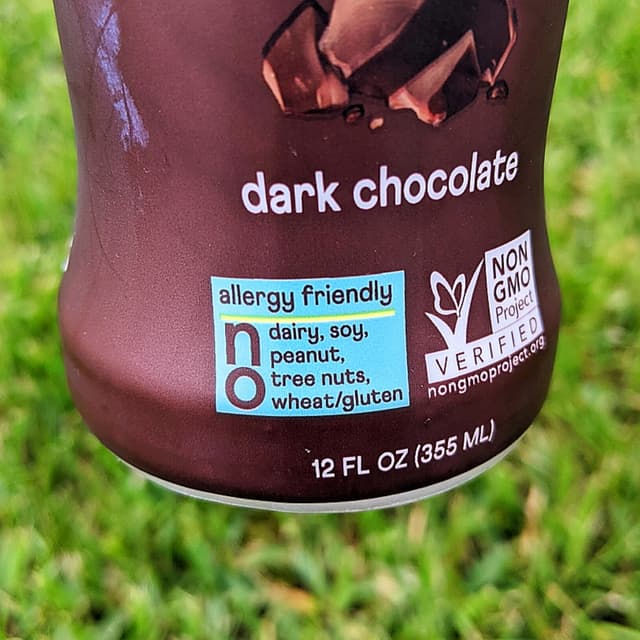 dark chocolate
allergy friendly
no
dairy, soy,
peanut,
tree nuts,
wheat/gluten
NON
GMO
Project
VERIFIED
nongmoproject.org
12 FL OZ (355 ML)